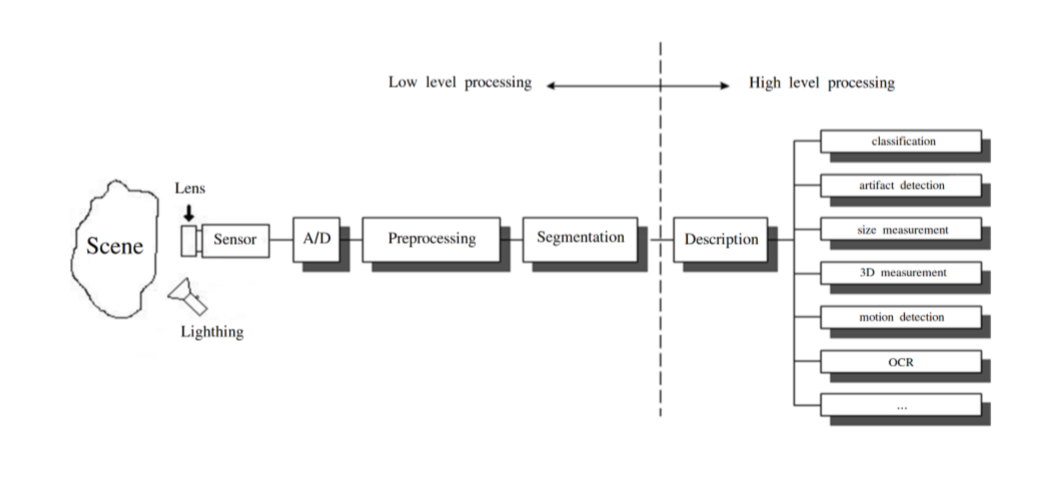 Low level processing
High level processing
Lens
Scene
Sensor
A/D
Preprocessing
Segmentation
Description
Lighthing
classification
artifact detection
size measurement
3D measurement
motion detection
OCR
...